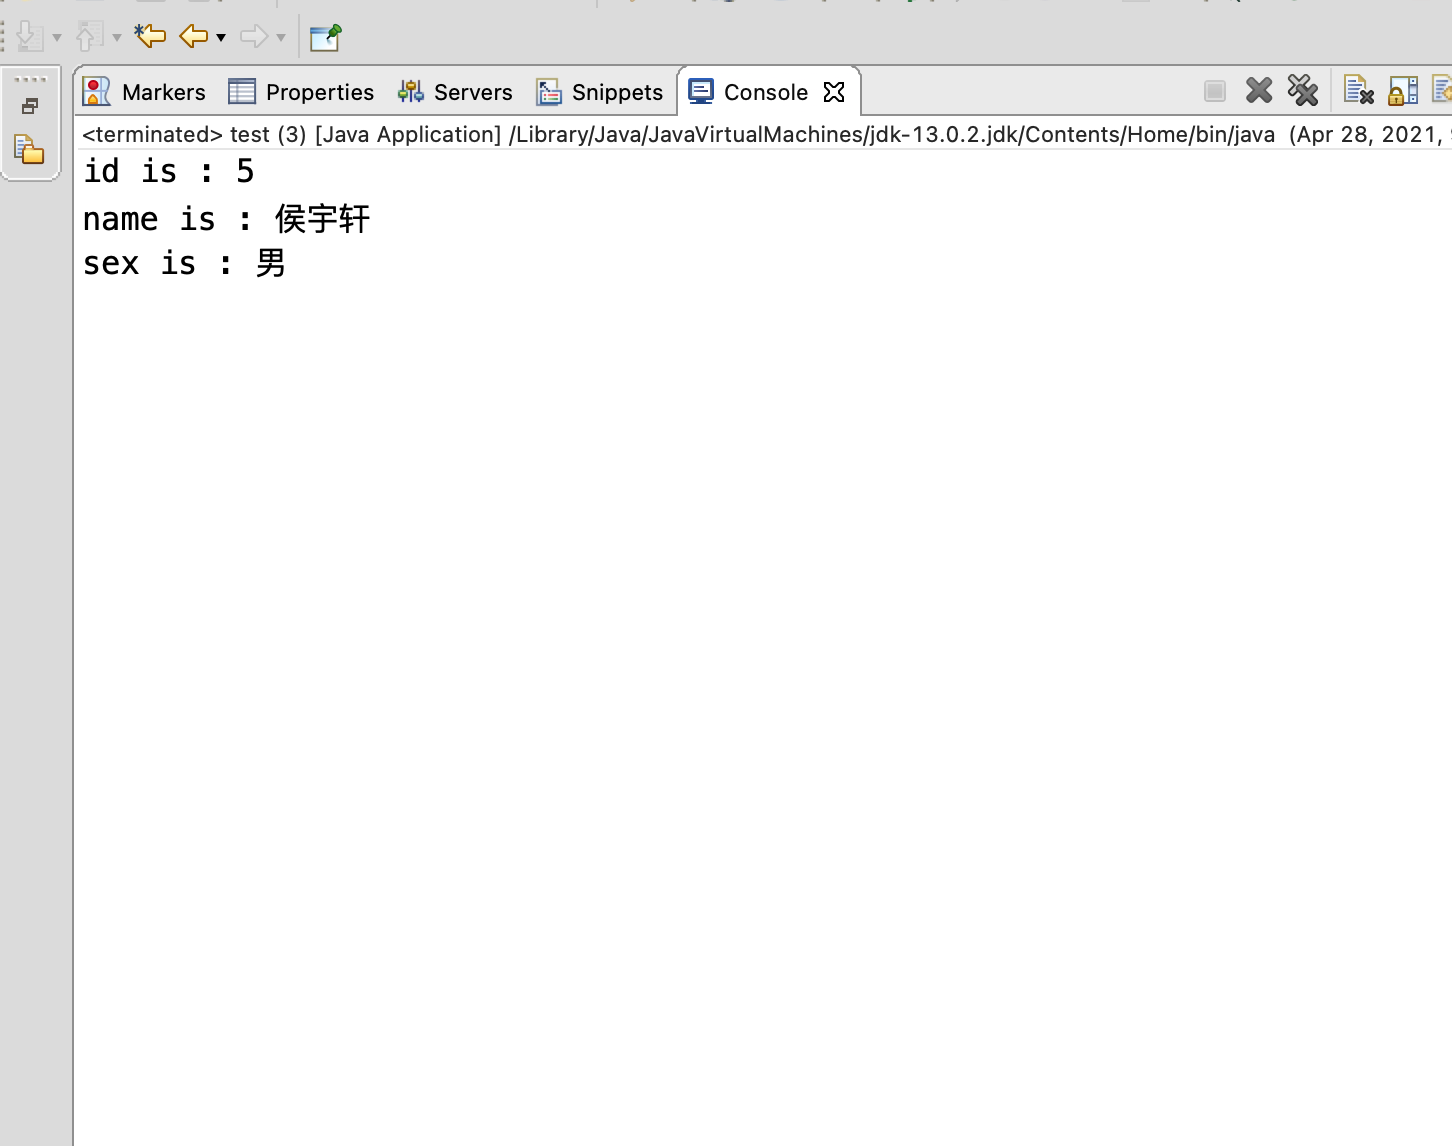 Markers Properties Servers Snippets Console
<terminated> test (3) [Java Application] /Library/Java/JavaVirtualMachines/jdk-13.0.2.jdk/Contents/Home/bin/java (Apr 28, 2021,
id is : 5
name is : 侯宇轩
sex is : 男